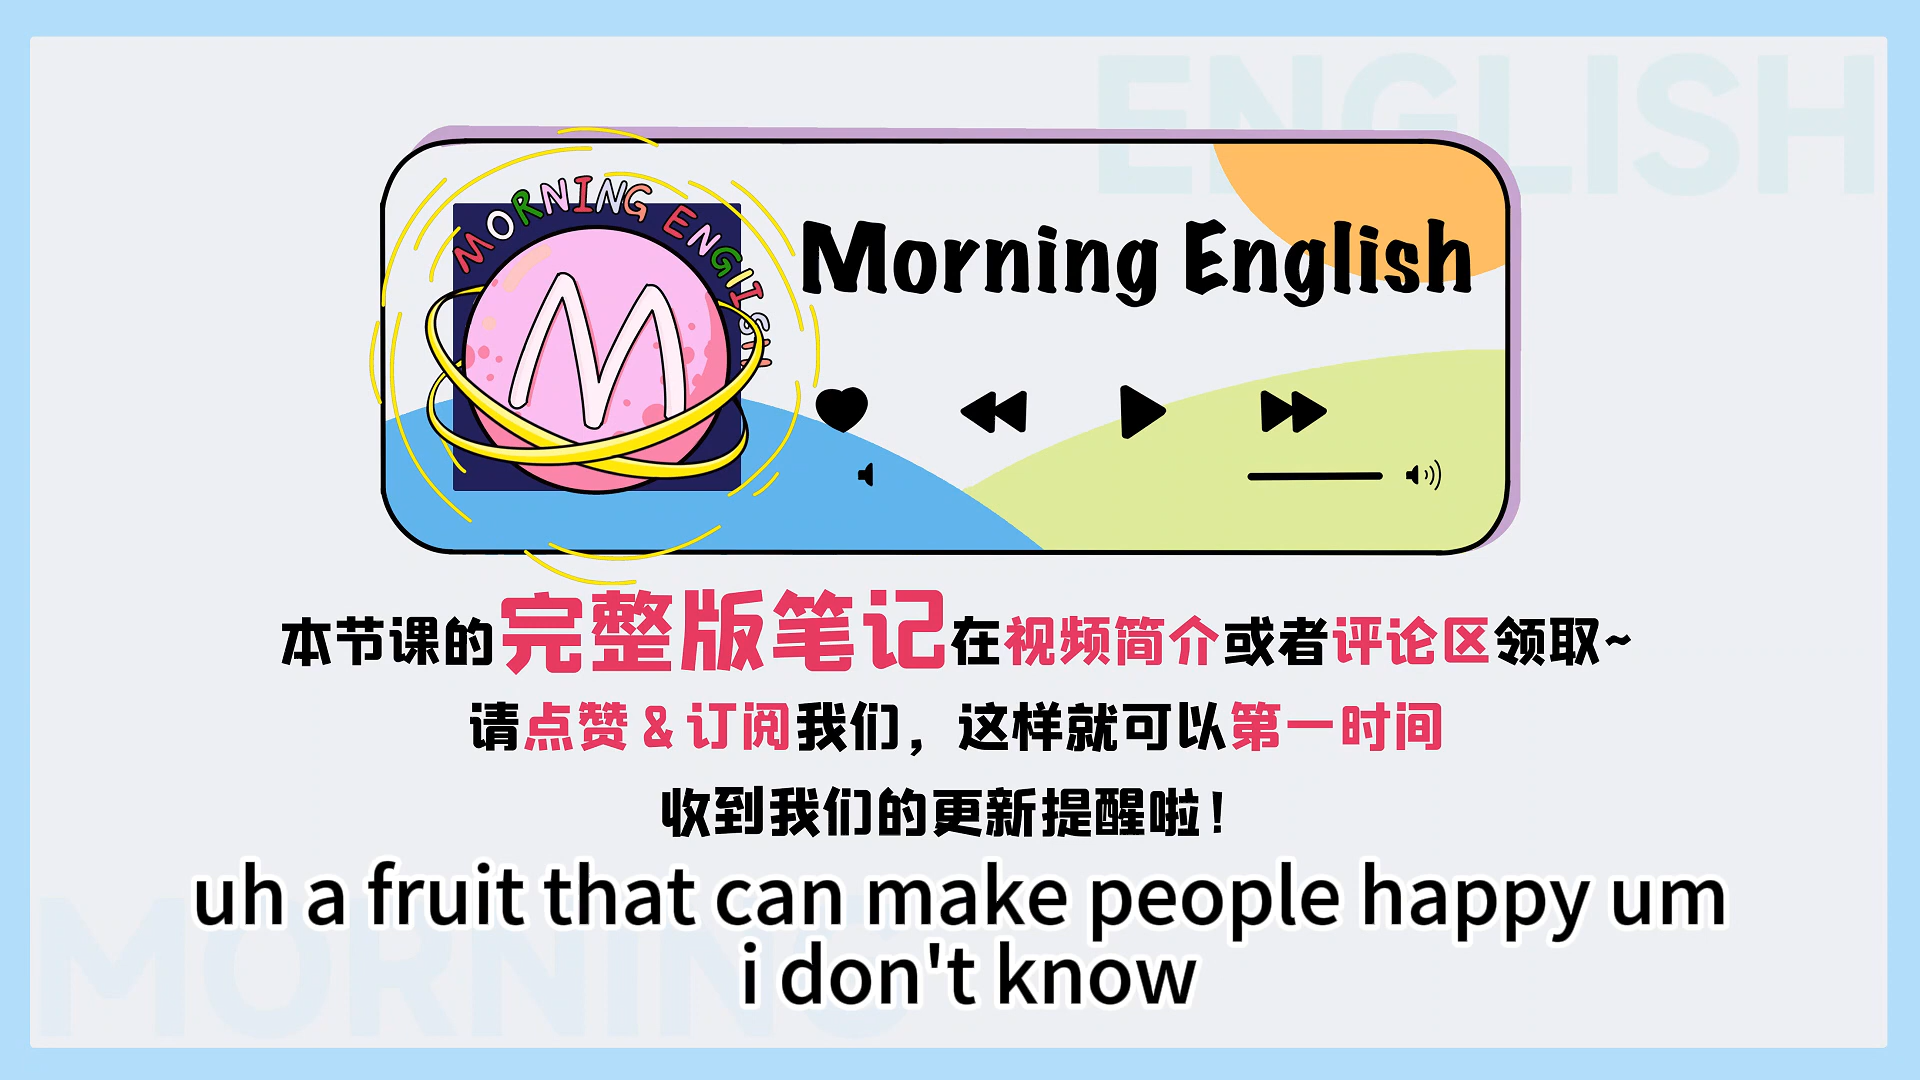 ENGLISH
MORNING ENGLISH
M
Morning English
本节课的完整版笔记在视频简介或者评论区领取~
请点赞&订阅我们，这样就可以第一时间
收到我们的更新提醒啦！
uh a fruit that can make people happy um
i don't know
MORNING